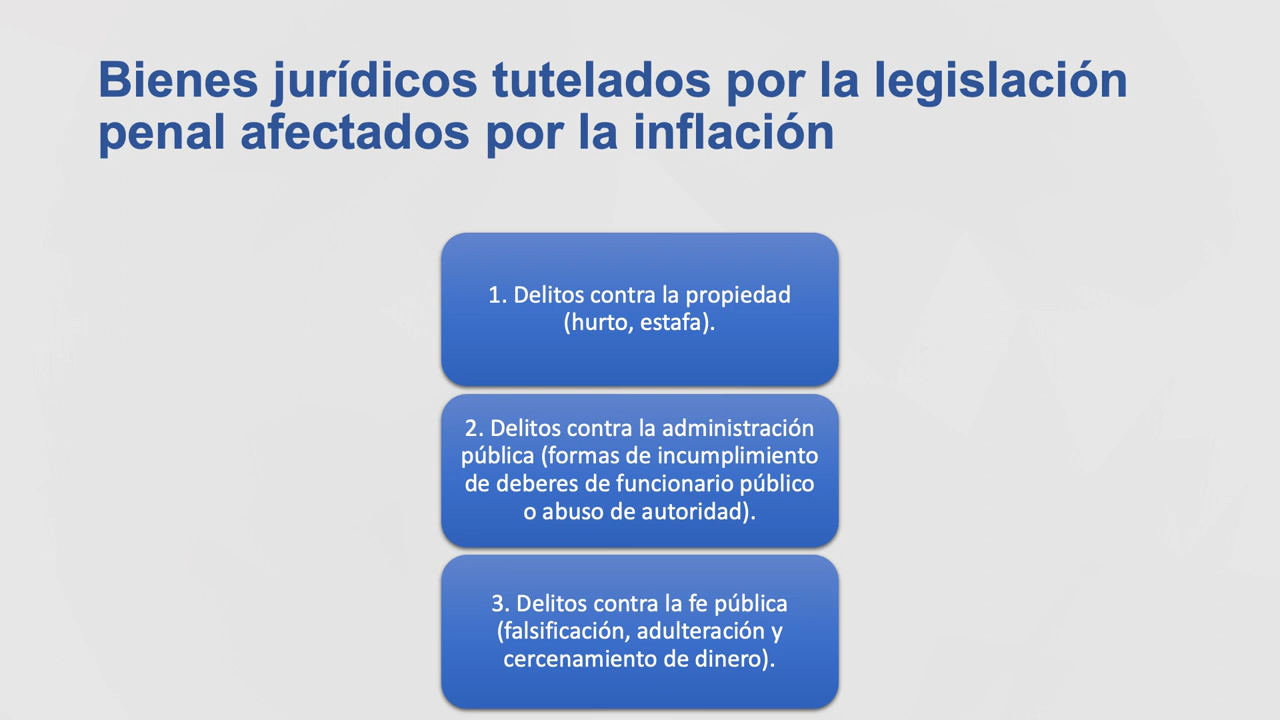 Bienes jurídicos tutelados por la legislación
penal afectados por la inflación
1. Delitos contra la propiedad
(hurto, estafa).
2. Delitos contra la administración
pública (formas de incumplimiento
de deberes de funcionario público
o abuso de autoridad).
3. Delitos contra la fe pública
(falsificación, adulteración y
cercenamiento de dinero).